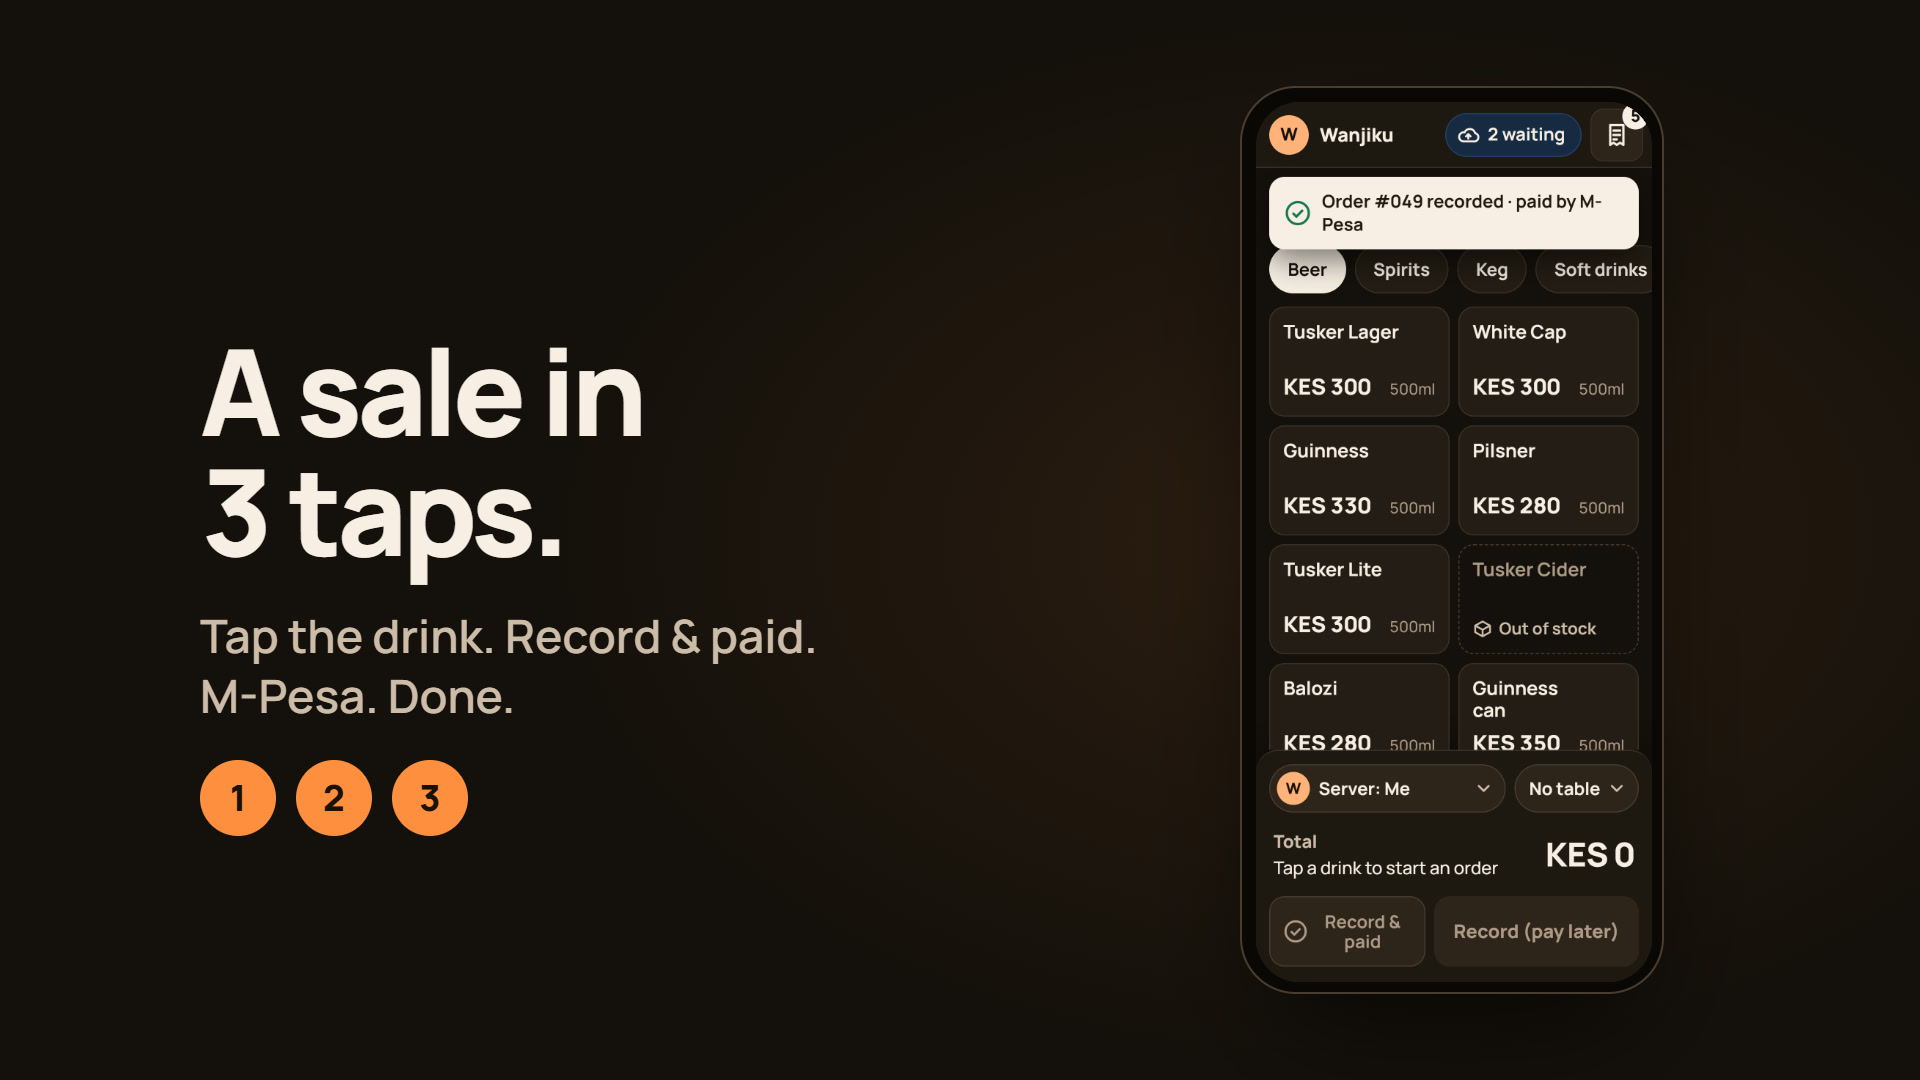 A sale in
3 taps.
Tap the drink. Record & paid.
M-Pesa. Done.
1 2 3
W Wanjiku 2 waiting 5
Order #049 recorded · paid by M-
Pesa
Beer Spirits Keg Soft drinks
Tusker Lager White Cap
KES 300 500ml KES 300 500ml
Guinness Pilsner
KES 330 500ml KES 280 500ml
Tusker Lite Tusker Cider
KES 300 500ml Out of stock
Balozi Guinness
can
KES 280 500ml KES 350 500ml
W Server: Me No table
Total
Tap a drink to start an order KES 0
Record &
paid
Record (pay later)